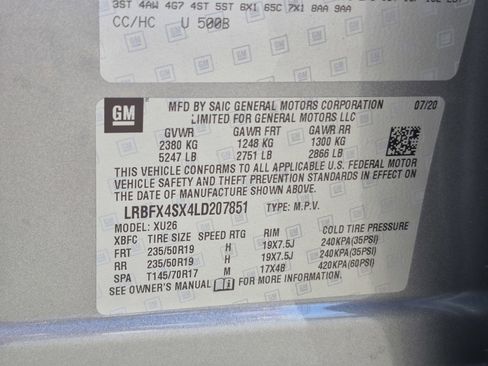 3ST 4AW 4G7 4ST 5ST 6X1 65C 7X1 8AA 9AA
CC/HC U 500B
GM
MFD BY SAIC GENERAL MOTORS CORPORATION 07/20
LIMITED FOR GENERAL MOTORS LLC
GVWR GAWR FRT GAWR RR
2380 KG 1248 KG 1300 KG
5247 LB 2751 LB 2866 LB
THIS VEHICLE CONFORMS TO ALL APPLICABLE U.S. FEDERAL MOTOR
VEHICLE SAFETY AND THEFT PREVENTION STANDARDS IN EFFECT ON THE
DATE OF MANUFACTURE SHOWN ABOVE.
LRBFX4SX4LD207851 TYPE: M.P.V.
MODEL: XU26
XBFC TIRE SIZE SPEED RTG RIM COLD TIRE PRESSURE
FRT 235/50R19 H 19X7.5J 240KPA(35PSI)
RR 235/50R19 H 19X7.5J 240KPA(35PSI)
SPA T145/70R17 M 17X4B 420KPA(60PSI)
SEE OWNER'S MANUAL FOR MORE INFORMATION.